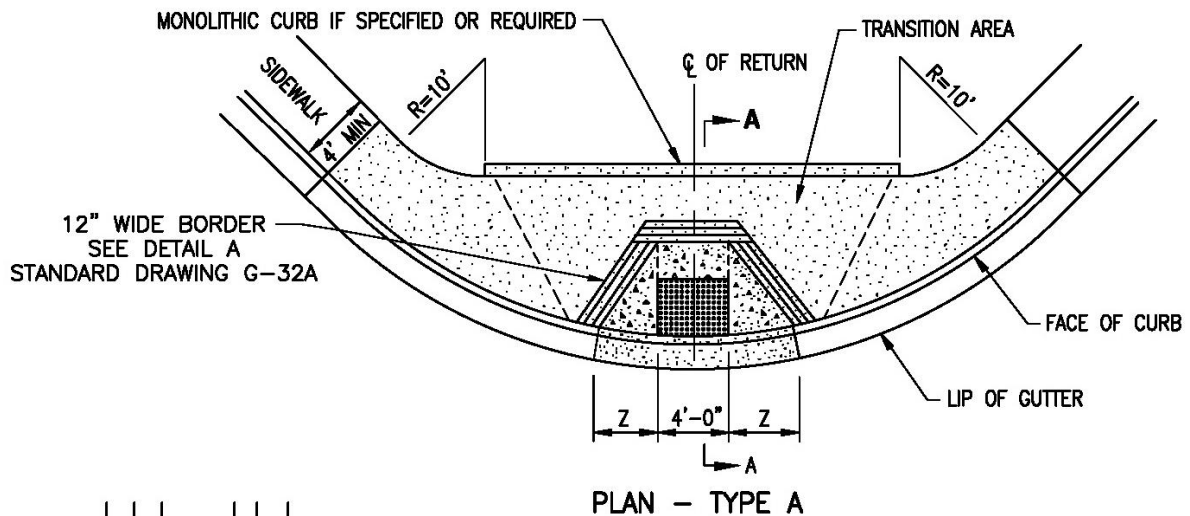 MONOLITHIC CURB IF SPECIFIED OR REQUIRED
TRANSITION AREA
℄ OF RETURN
SIDEWALK
4' MIN
R=10'
R=10'
A
12" WIDE BORDER
SEE DETAIL A
STANDARD DRAWING G-32A
FACE OF CURB
LIP OF GUTTER
Z 4'-0" Z
A
PLAN - TYPE A